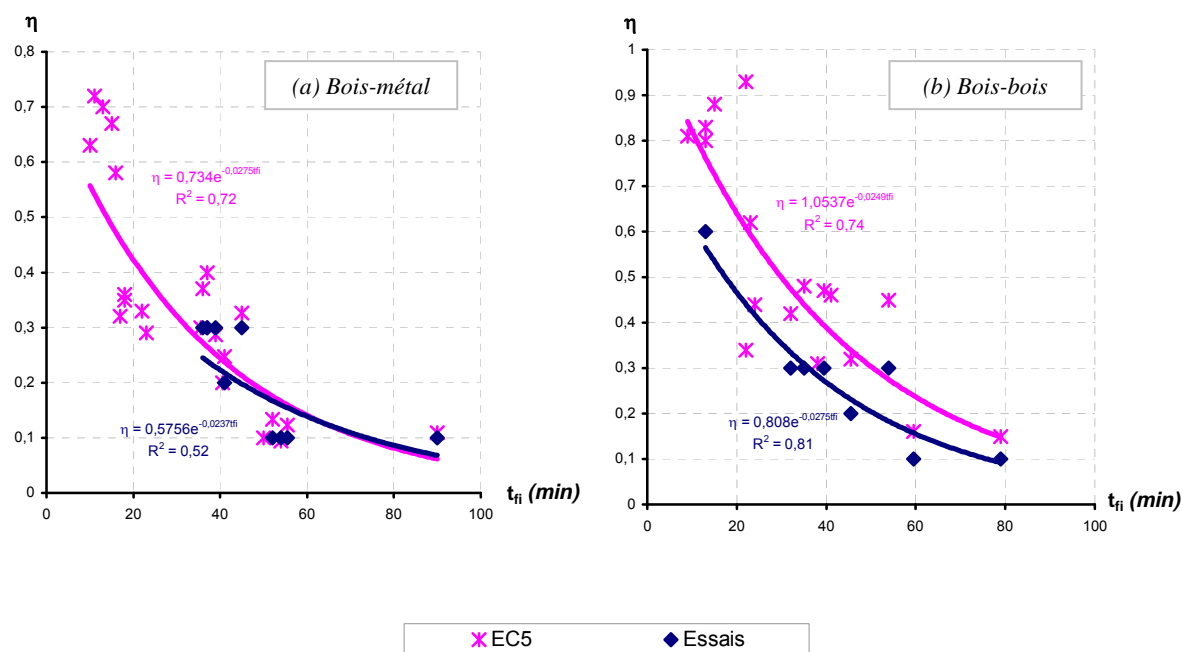 η
0,8
0,7
0,6
0,5
0,4
0,3
0,2
0,1
0
0 20 40 60 80 100
t_fi (min)
(a) Bois-métal
η = 0,734e^-0,0275tfi
R² = 0,72
η = 0,5756e^-0,0237tfi
R² = 0,52
η
1
0,9
0,8
0,7
0,6
0,5
0,4
0,3
0,2
0,1
0
0 20 40 60 80 100
t_fi (min)
(b) Bois-bois
η = 1,0537e^-0,0249tfi
R² = 0,74
η = 0,808e^-0,0275tfi
R² = 0,81
EC5 Essais